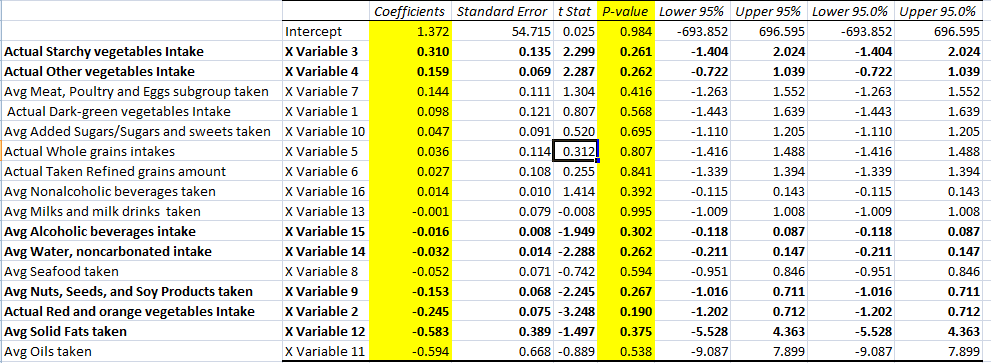 Coefficients Standard Error t Stat P-value Lower 95% Upper 95% Lower 95.0% Upper 95.0%
Intercept 1.372 54.715 0.025 0.984 -693.852 696.595 -693.852 696.595
Actual Starchy vegetables Intake X Variable 3 0.310 0.135 2.299 0.261 -1.404 2.024 -1.404 2.024
Actual Other vegetables Intake X Variable 4 0.159 0.069 2.287 0.262 -0.722 1.039 -0.722 1.039
Avg Meat, Poultry and Eggs subgroup taken X Variable 7 0.144 0.111 1.304 0.416 -1.263 1.552 -1.263 1.552
Actual Dark-green vegetables Intake X Variable 1 0.098 0.121 0.807 0.568 -1.443 1.639 -1.443 1.639
Avg Added Sugars/Sugars and sweets taken X Variable 10 0.047 0.091 0.520 0.695 -1.110 1.205 -1.110 1.205
Actual Whole grains intakes X Variable 5 0.036 0.114 0.312 0.807 -1.416 1.488 -1.416 1.488
Actual Taken Refined grains amount X Variable 6 0.027 0.108 0.255 0.841 -1.339 1.394 -1.339 1.394
Avg Nonalcoholic beverages taken X Variable 16 0.014 0.010 1.414 0.392 -0.115 0.143 -0.115 0.143
Avg Milks and milk drinks taken X Variable 13 -0.001 0.079 -0.008 0.995 -1.009 1.008 -1.009 1.008
Avg Alcoholic beverages intake X Variable 15 -0.016 0.008 -1.949 0.302 -0.118 0.087 -0.118 0.087
Avg Water, noncarbonated intake X Variable 14 -0.032 0.014 -2.288 0.262 -0.211 0.147 -0.211 0.147
Avg Seafood taken X Variable 8 -0.052 0.071 -0.742 0.594 -0.951 0.846 -0.951 0.846
Avg Nuts, Seeds, and Soy Products taken X Variable 9 -0.153 0.068 -2.245 0.267 -1.016 0.711 -1.016 0.711
Actual Red and orange vegetables Intake X Variable 2 -0.245 0.075 -3.248 0.190 -1.202 0.712 -1.202 0.712
Avg Solid Fats taken X Variable 12 -0.583 0.389 -1.497 0.375 -5.528 4.363 -5.528 4.363
Avg Oils taken X Variable 11 -0.594 0.668 -0.889 0.538 -9.087 7.899 -9.087 7.899